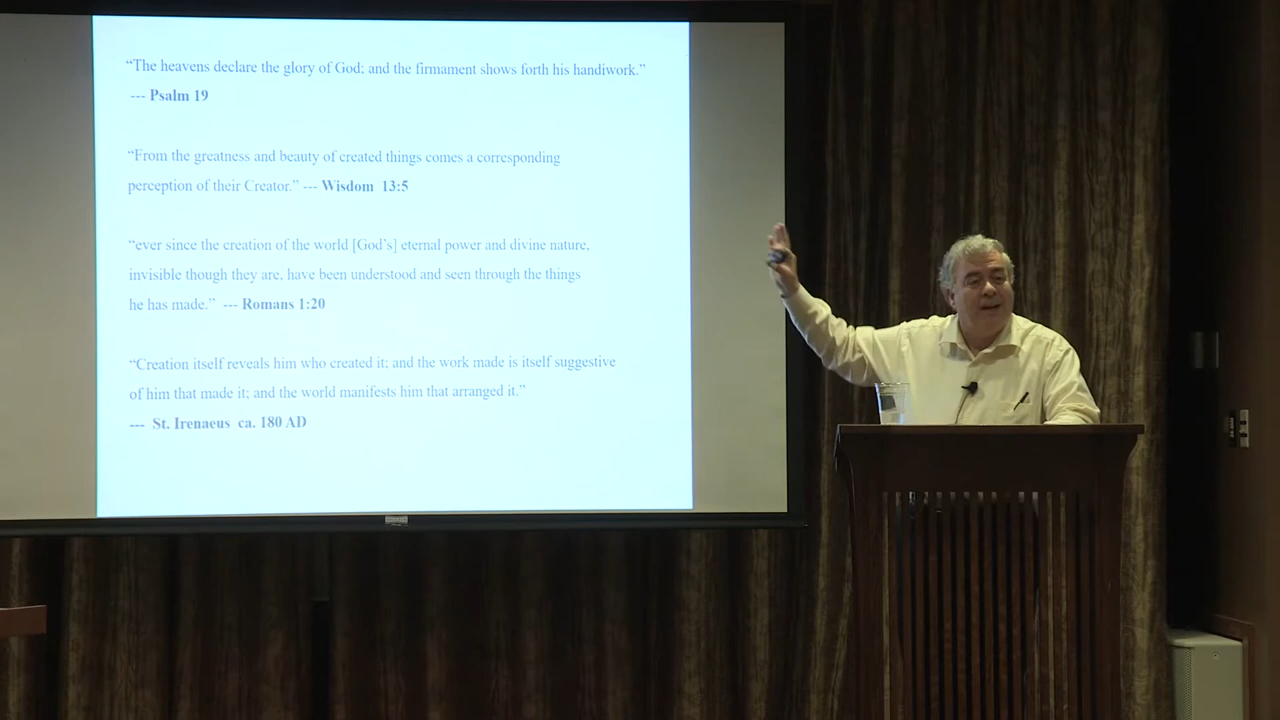 “The heavens declare the glory of God; and the firmament shows forth his handiwork.”
--- Psalm 19
“From the greatness and beauty of created things comes a corresponding
perception of their Creator.” --- Wisdom 13:5
“ever since the creation of the world [God’s] eternal power and divine nature,
invisible though they are, have been understood and seen through the things
he has made.” --- Romans 1:20
“Creation itself reveals him who created it; and the work made is itself suggestive
of him that made it; and the world manifests him that arranged it.”
--- St. Irenaeus ca. 180 AD